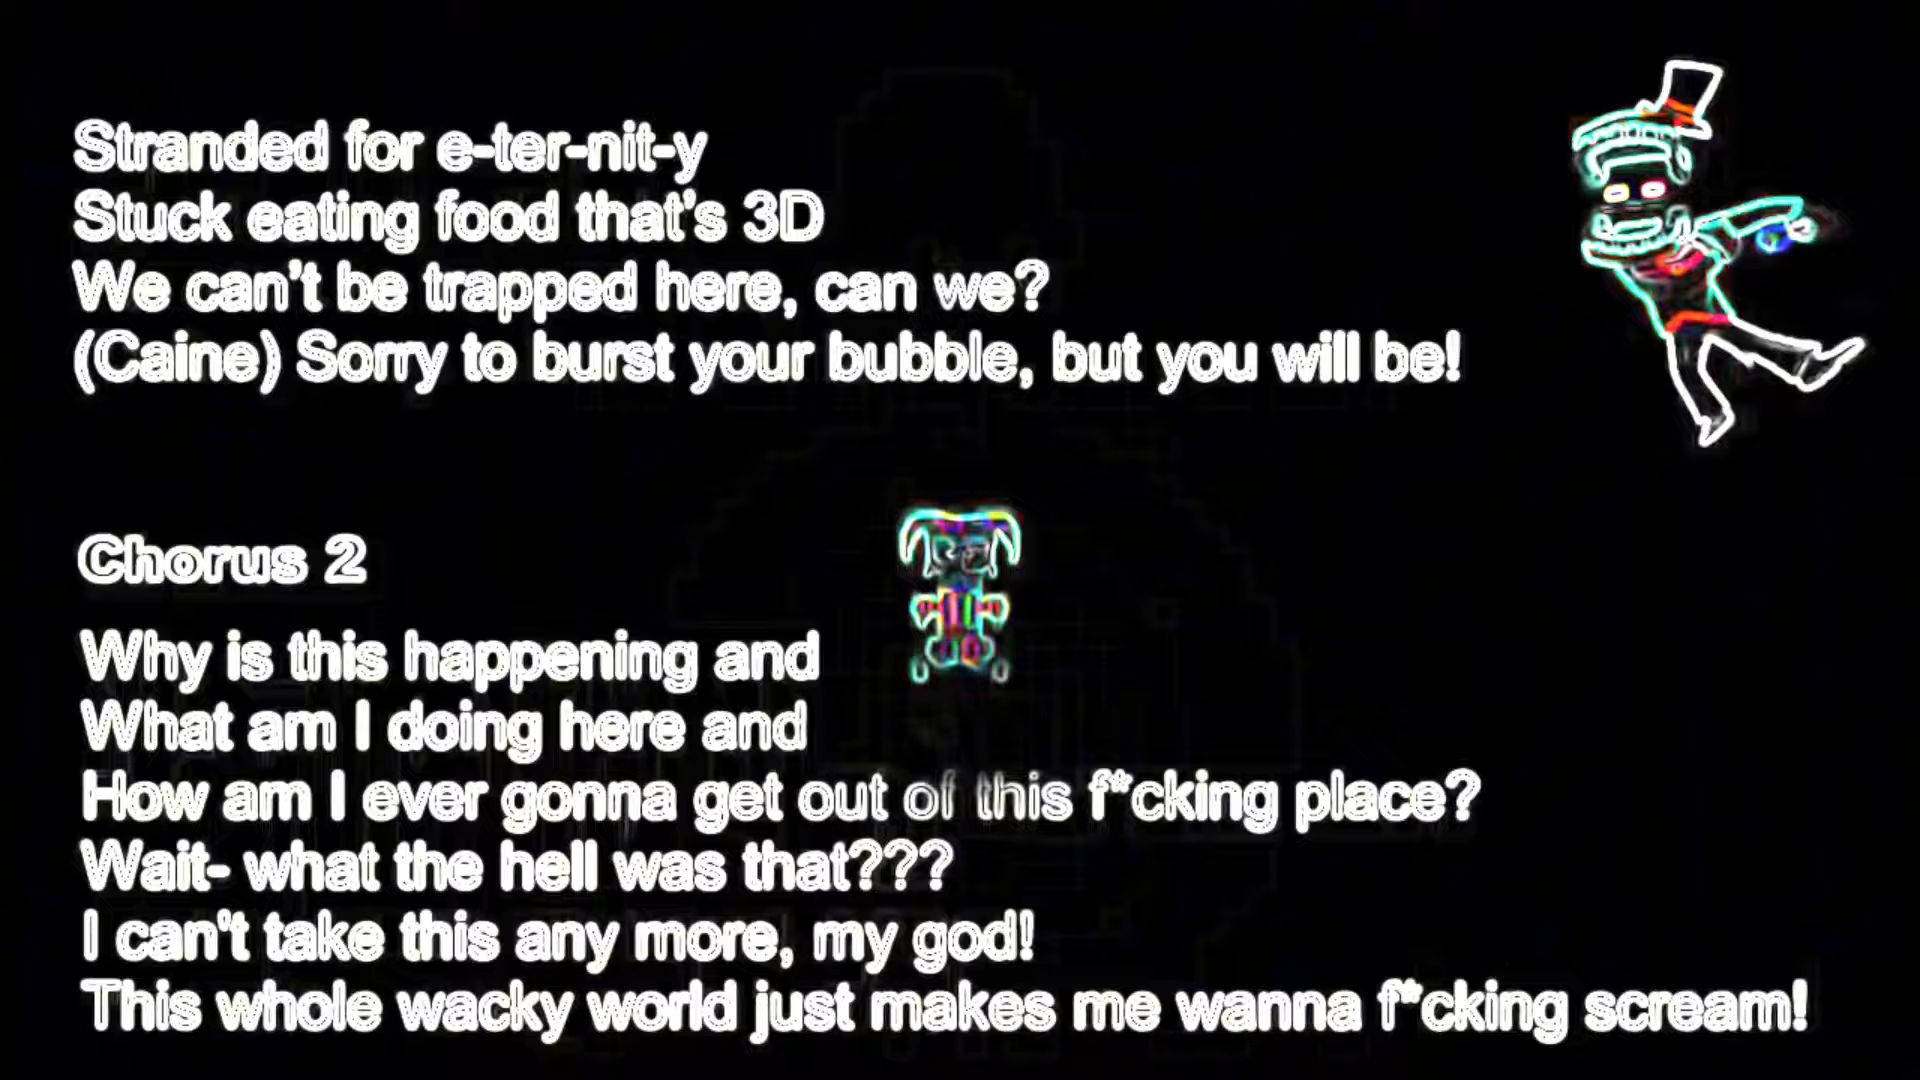 Stranded for e-ter-nit-y
Stuck eating food that's 3D
We can’t be trapped here, can we?
(Caine) Sorry to burst your bubble, but you will be!
Chorus 2
Why is this happening and
What am I doing here and
How am I ever gonna get out of this f*cking place?
Wait- what the hell was that???
I can't take this any more, my god!
This whole wacky world just makes me wanna f*cking scream!